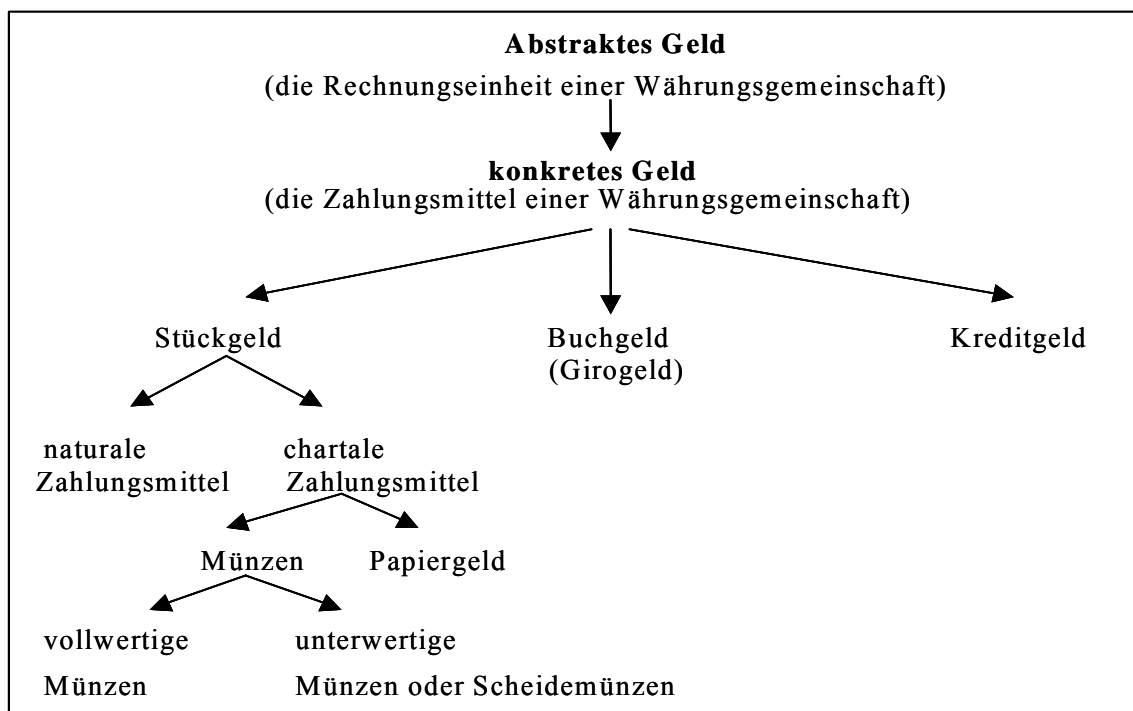 Abstraktes Geld
(die Rechnungseinheit einer Währungsgemeinschaft)
konkretes Geld
(die Zahlungsmittel einer Währungsgemeinschaft)
Stückgeld
Buchgeld
(Girogeld)
Kreditgeld
naturale
Zahlungsmittel
chartale
Zahlungsmittel
Münzen
Papiergeld
vollwertige
Münzen
unterwertige
Münzen oder Scheidemünzen